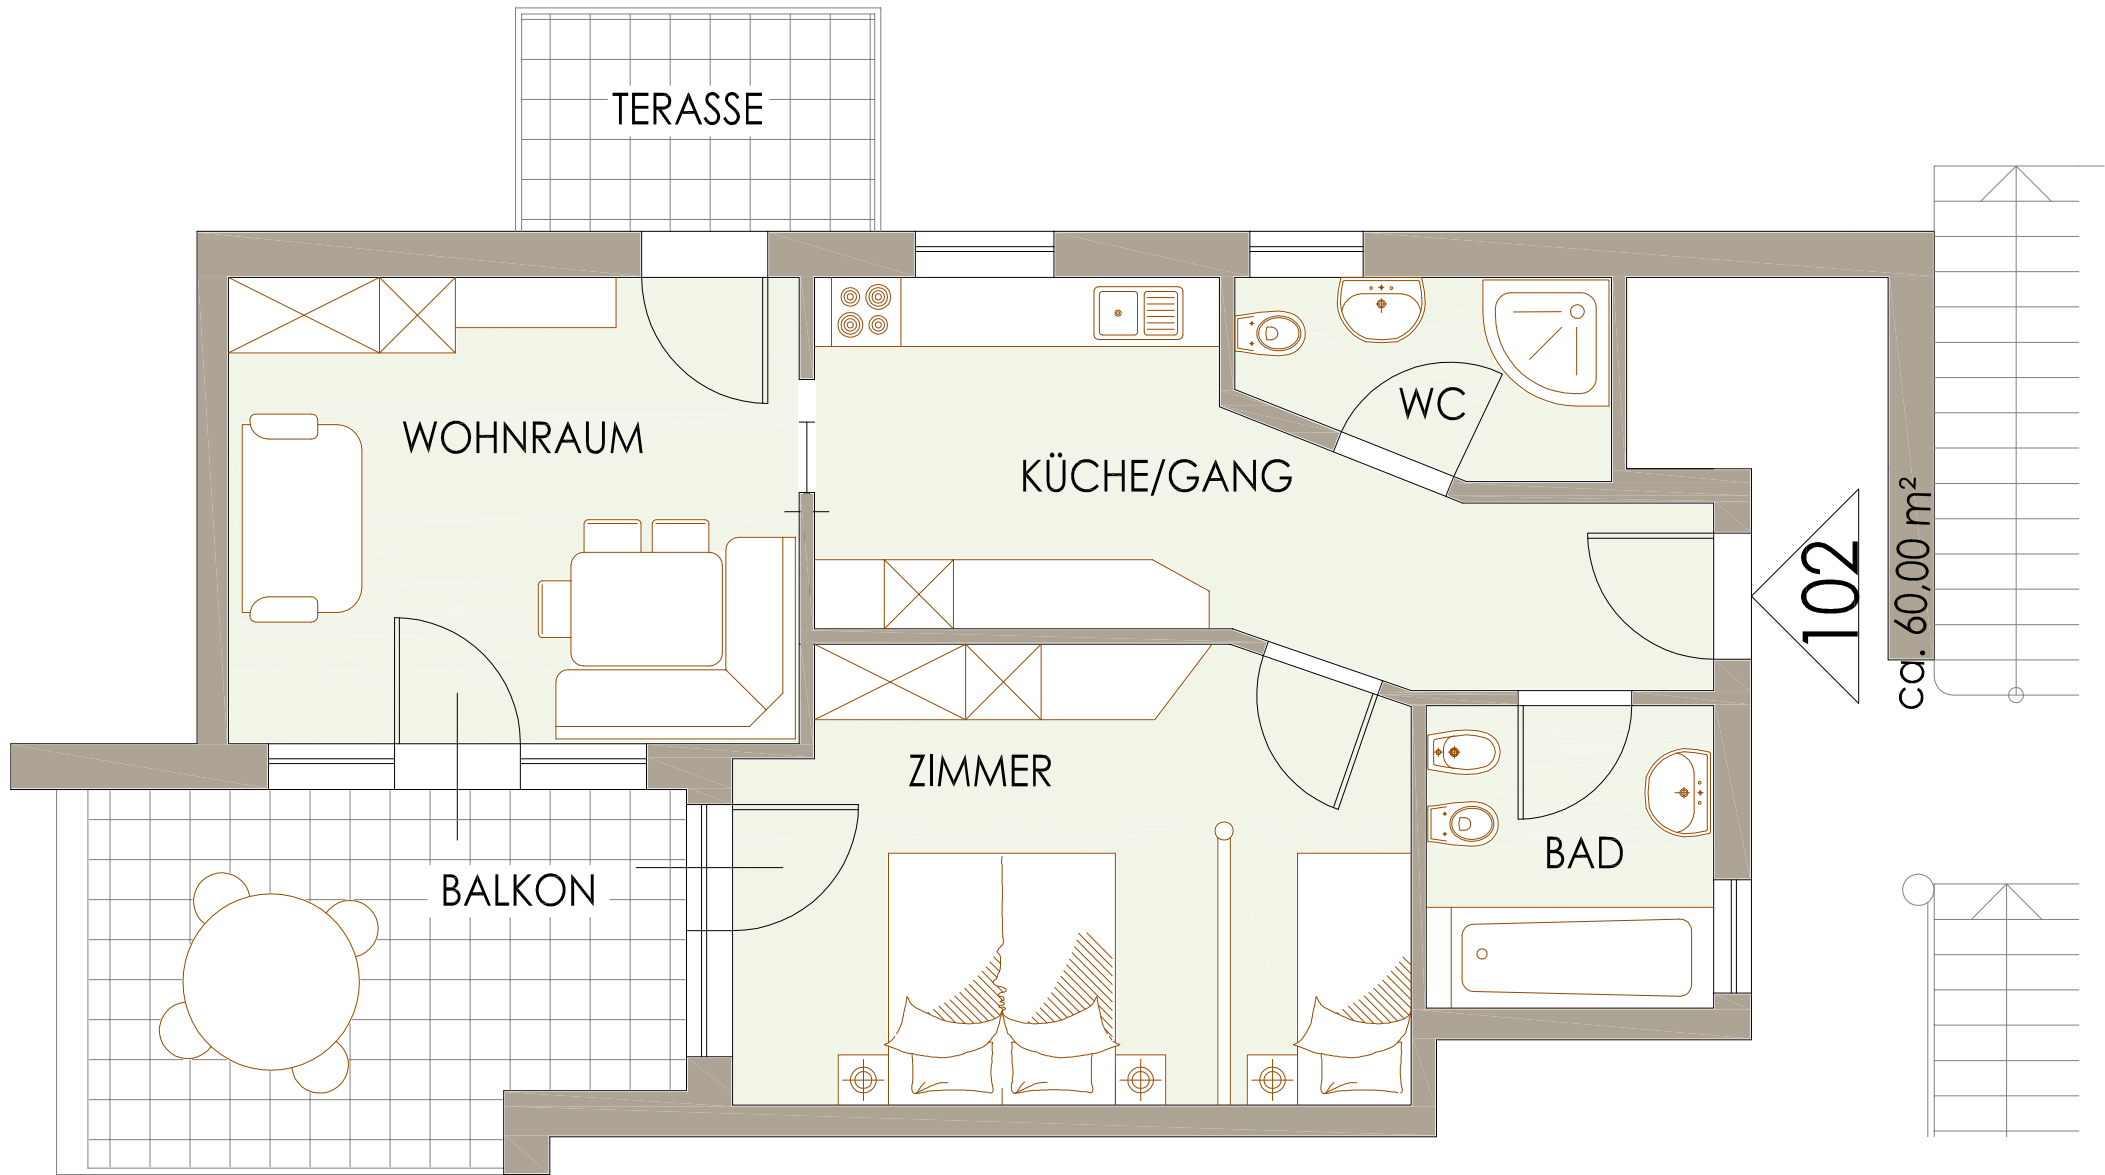 TERASSE
WOHNRAUM
WC
KÜCHE/GANG
102
ca. 60,00 m²
ZIMMER
BAD
BALKON